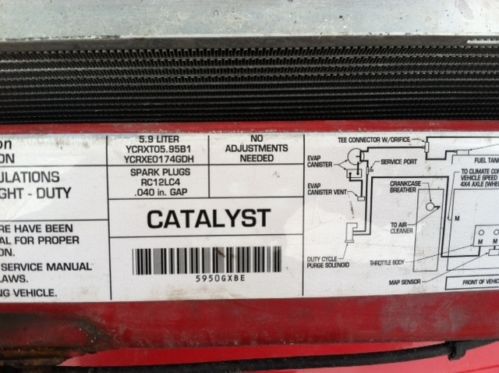 ON
5.9 LITER
YCRXT05.95B1
YCRXE0174GDH
NO
ADJUSTMENTS
NEEDED
ULATIONS
GHT - DUTY
SPARK PLUGS
RC12LC4
.040 in. GAP
RE HAVE BEEN
AL FOR PROPER
ON.
SERVICE MANUAL
LAWS.
NG VEHICLE.
CATALYST
5950GXBE
TEE CONNECTOR W/ORIFICE
EVAP
CANISTER
SERVICE PORT
EVAP
CANISTER VENT
CRANKCASE
BREATHER
TO AIR
CLEANER
DUTY CYCLE
PURGE SOLENOID
THROTTLE BODY
MAP SENSOR
FUEL TAN
TO CLIMATE CO
VEHICLE SPEED
4X4 AXLE (WHE
M
M
FRONT OF VEHIC